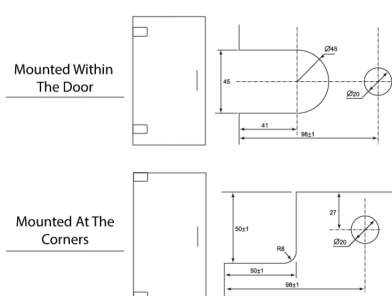 Mounted Within
The Door
Ø45
45
Ø20
41
98±1
Mounted At The
Corners
50±1
27
Ø20
R8
50±1
98±1